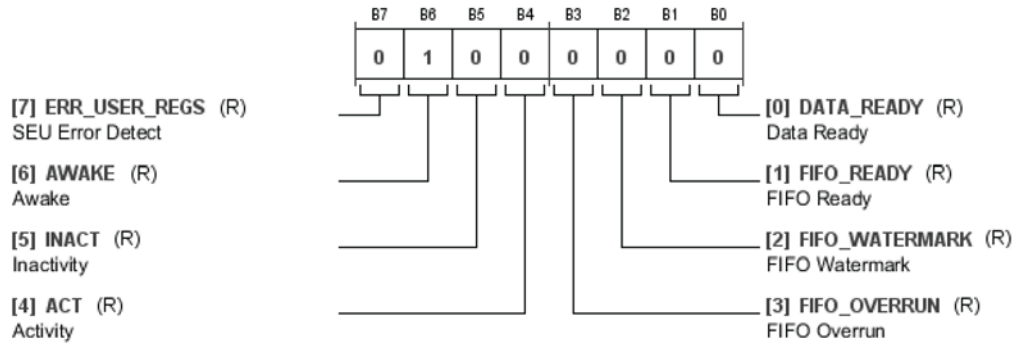 B7 B6 B5 B4 B3 B2 B1 B0
0 1 0 0 0 0 0 0
[7] ERR_USER_REGS (R)
SEU Error Detect
[6] AWAKE (R)
Awake
[5] INACT (R)
Inactivity
[4] ACT (R)
Activity
[0] DATA_READY (R)
Data Ready
[1] FIFO_READY (R)
FIFO Ready
[2] FIFO_WATERMARK (R)
FIFO Watermark
[3] FIFO_OVERRUN (R)
FIFO Overrun